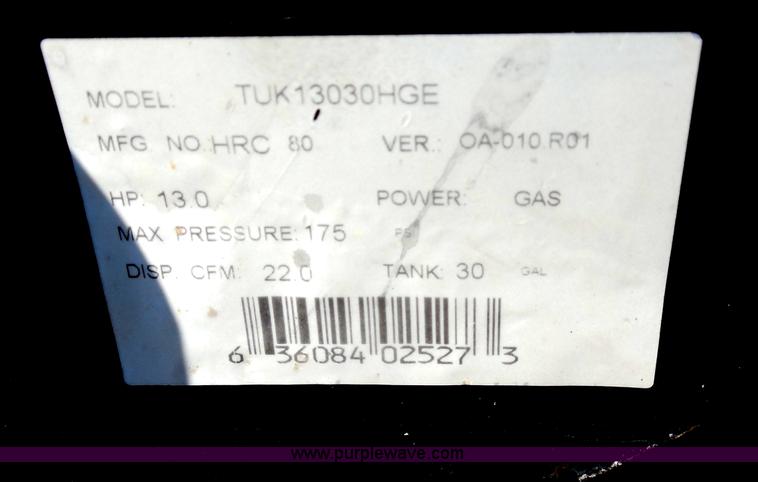 MODEL: TUK13030HGE
MFG NO. HRC 80 VER.: OA-010 R01
HP: 13.0 POWER: GAS
MAX PRESSURE: 175 PSI
DISP. CFM: 22.0 TANK: 30 GAL
6 36084 02527 3
www.purplewave.com